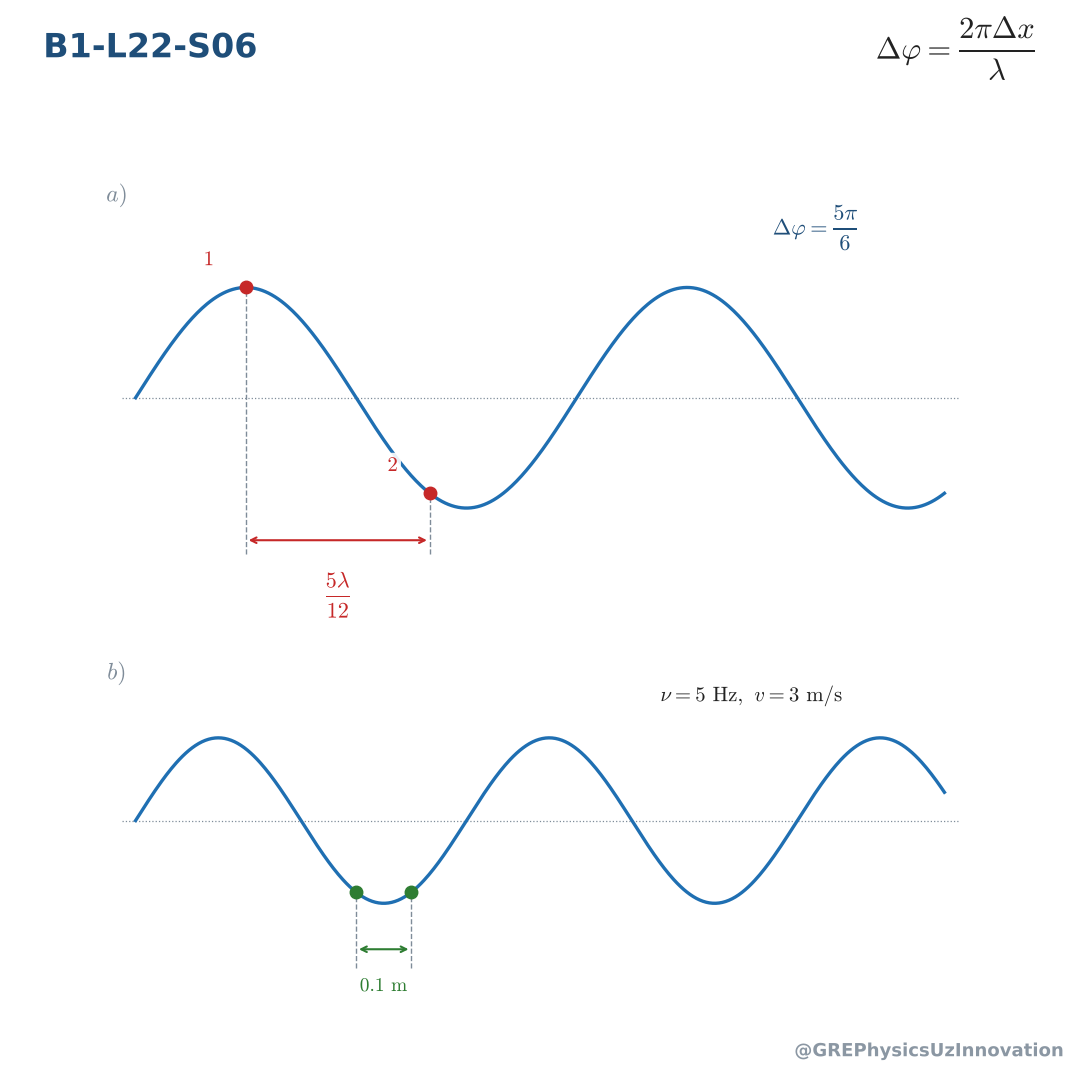 B1-L22-S06
Δφ = 2πΔx/λ
a)
Δφ = 5π/6
1
2
5λ/12
b)
ν = 5 Hz, v = 3 m/s
0.1 m
@GREPhysicsUzInnovation